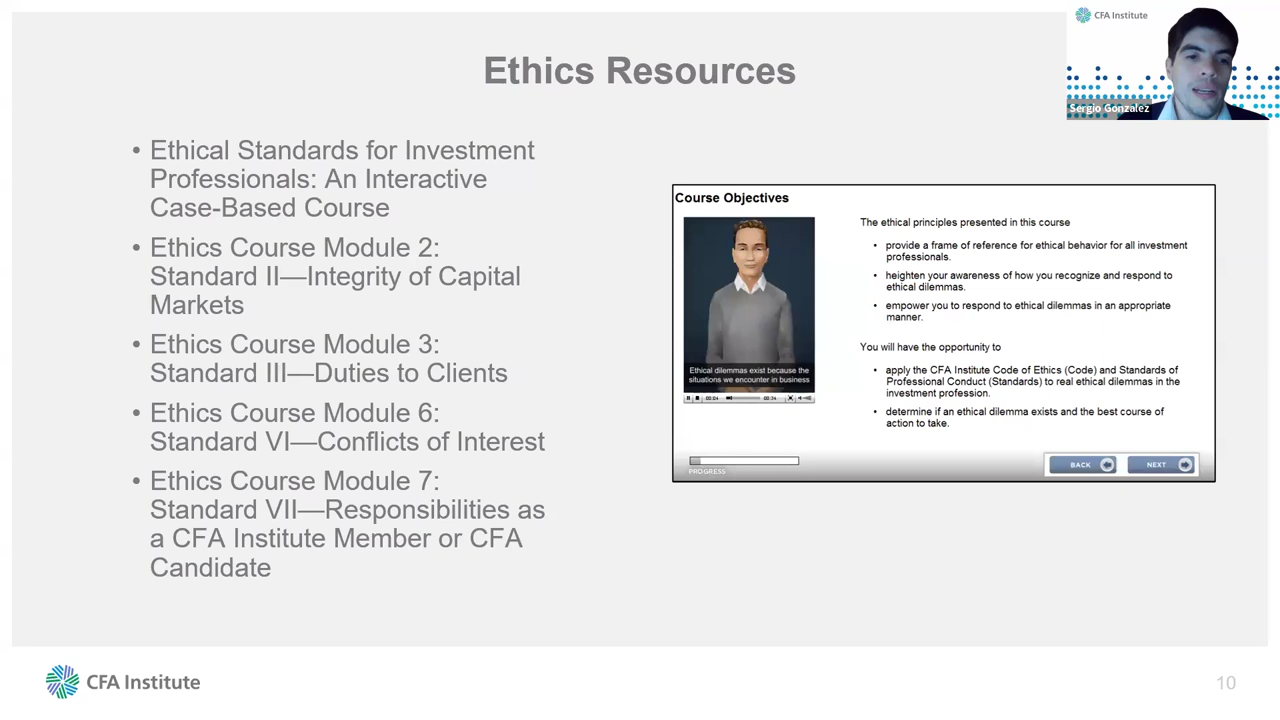 CFA Institute
Sergio Gonzalez
Ethics Resources
• Ethical Standards for Investment
Professionals: An Interactive
Case-Based Course
• Ethics Course Module 2:
Standard II—Integrity of Capital
Markets
• Ethics Course Module 3:
Standard III—Duties to Clients
• Ethics Course Module 6:
Standard VI—Conflicts of Interest
• Ethics Course Module 7:
Standard VII—Responsibilities as
a CFA Institute Member or CFA
Candidate
Course Objectives
Ethical dilemmas exist because the
situations we encounter in business
00:04 00:34
PROGRESS
The ethical principles presented in this course
• provide a frame of reference for ethical behavior for all investment
professionals.
• heighten your awareness of how you recognize and respond to
ethical dilemmas.
• empower you to respond to ethical dilemmas in an appropriate
manner.
You will have the opportunity to
• apply the CFA Institute Code of Ethics (Code) and Standards of
Professional Conduct (Standards) to real ethical dilemmas in the
investment profession.
• determine if an ethical dilemma exists and the best course of
action to take.
BACK NEXT
CFA Institute
10